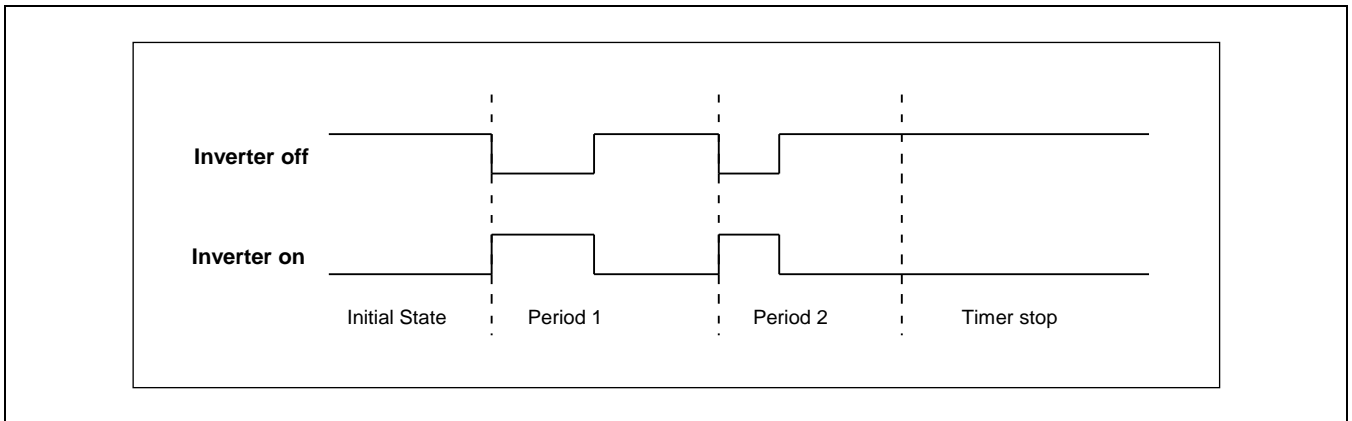 Inverter off
Inverter on
Initial State
Period 1
Period 2
Timer stop